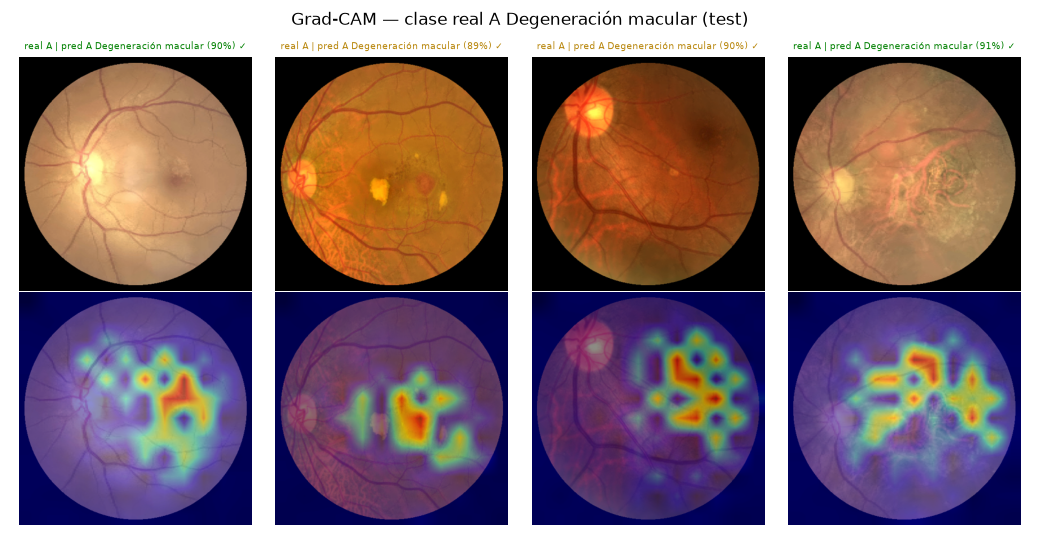 Grad-CAM — clase real A Degeneración macular (test)
real A | pred A Degeneración macular (90%) ✓
real A | pred A Degeneración macular (89%) ✓
real A | pred A Degeneración macular (90%) ✓
real A | pred A Degeneración macular (91%) ✓